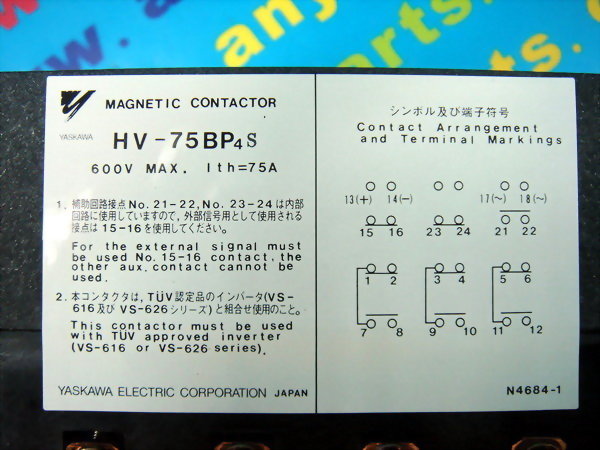 MAGNETIC CONTACTOR
YASKAWA
HV-75BP4S
600V MAX. Ith=75A
1. 補助回路接点No.21-22,No.23-24は内部
回路に使用していますので,外部信号用として使用される
接点は15-16を使用してください。
For the external signal must
be used No. 15-16 contact, the
other aux. contact cannot be
used.
2. 本コンタクタは,TÜV認定品のインバータ(VS-
616及びVS-626シリーズ)と組合せ使用のこと。
This contactor must be used
with TÜV approved inverter
(VS-616 or VS-626 series).
YASKAWA ELECTRIC CORPORATION JAPAN
シンボル及び端子符号
Contact Arrangement
and Terminal Markings
13(+) 14(-) 17(~) 18(~)
15 16 23 24 21 22
1 2 3 4 5 6
7 8 9 10 11 12
N4684-1